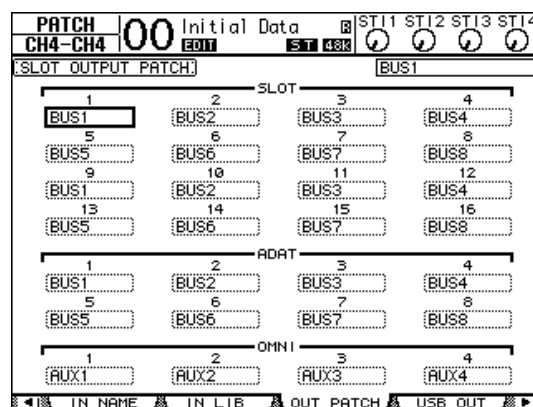 PATCH 00 Initial Data R STI1 STI2 STI3 STI4
CH4-CH4 EDIT ST 48K
SLOT OUTPUT PATCH BUS1
SLOT
1 2 3 4
BUS1 BUS2 BUS3 BUS4
5 6 7 8
BUS5 BUS6 BUS7 BUS8
9 10 11 12
BUS1 BUS2 BUS3 BUS4
13 14 15 16
BUS5 BUS6 BUS7 BUS8
ADAT
1 2 3 4
BUS1 BUS2 BUS3 BUS4
5 6 7 8
BUS5 BUS6 BUS7 BUS8
OMNI
1 2 3 4
AUX1 AUX2 AUX3 AUX4
IN NAME IN LIB OUT PATCH USB OUT